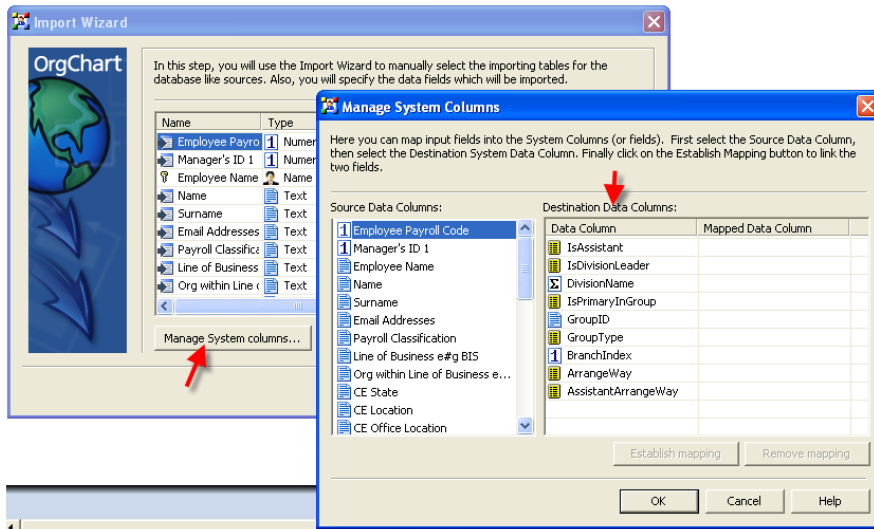 Import Wizard
OrgChart
In this step, you will use the Import Wizard to manually select the importing tables for the
database like sources. Also, you will specify the data fields which will be imported.
Name Type
Employee Payro 1 Numer
Manager's ID 1 1 Numer
Employee Name Name
Name Text
Surname Text
Email Addresses Text
Payroll Classifica Text
Line of Business Text
Org within Line Text
Manage System columns...
Manage System Columns
Here you can map input fields into the System Columns (or fields). First select the Source Data Column,
then select the Destination System Data Column. Finally click on the Establish Mapping button to link the
two fields.
Source Data Columns:
1 Employee Payroll Code
1 Manager's ID 1
Employee Name
Name
Surname
Email Addresses
Payroll Classification
Line of Business e#g BIS
Org within Line of Business e...
CE State
CE Location
CE Office Location
Destination Data Columns:
Data Column Mapped Data Column
IsAssistant
IsDivisionLeader
Σ DivisionName
IsPrimaryInGroup
GroupID
GroupType
1 BranchIndex
ArrangeWay
AssistantArrangeWay
Establish mapping Remove mapping
OK Cancel Help